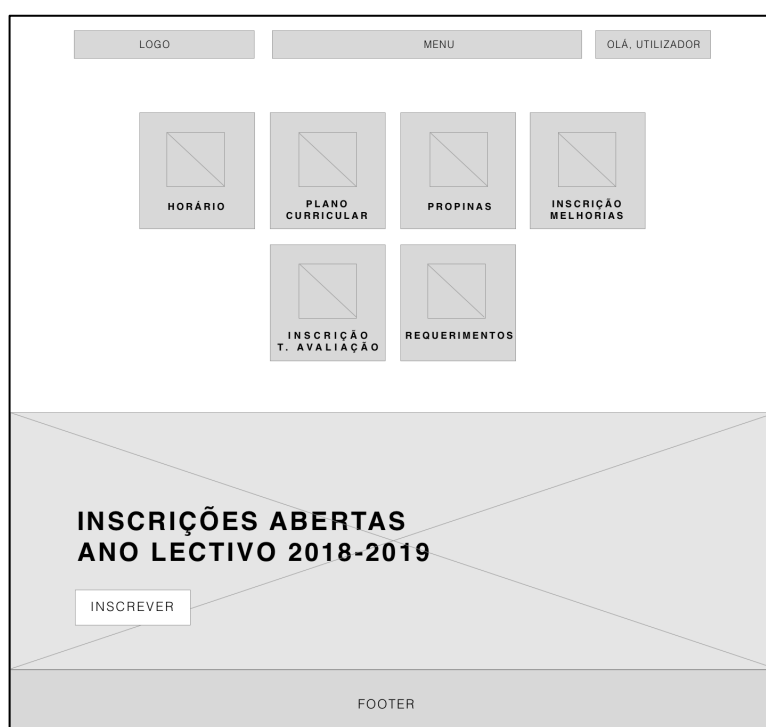 LOGO
MENU
OLÁ, UTILIZADOR
HORÁRIO
PLANO
CURRICULAR
PROPINAS
INSCRIÇÃO
MELHORIAS
INSCRIÇÃO
T. AVALIAÇÃO
REQUERIMENTOS
INSCRIÇÕES ABERTAS
ANO LECTIVO 2018-2019
INSCREVER
FOOTER